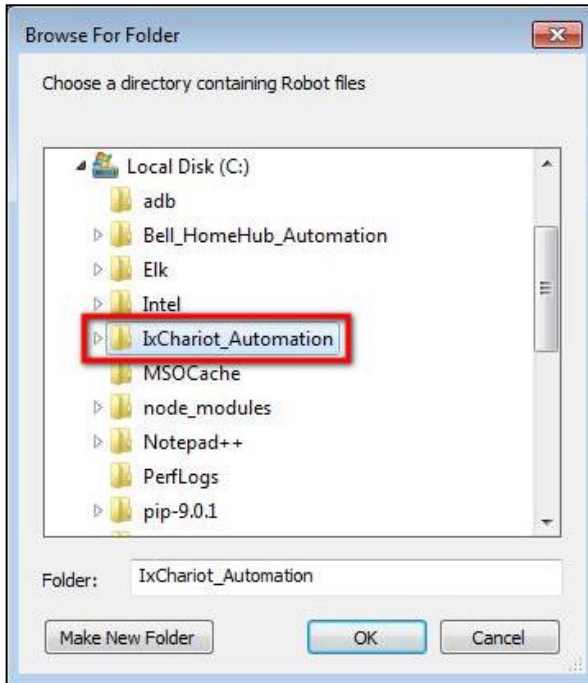 Browse For Folder
Choose a directory containing Robot files
Local Disk (C:)
adb
Bell_HomeHub_Automation
Elk
Intel
IxChariot_Automation
MSOCache
node_modules
Notepad++
PerfLogs
pip-9.0.1
Folder: IxChariot_Automation
Make New Folder OK Cancel